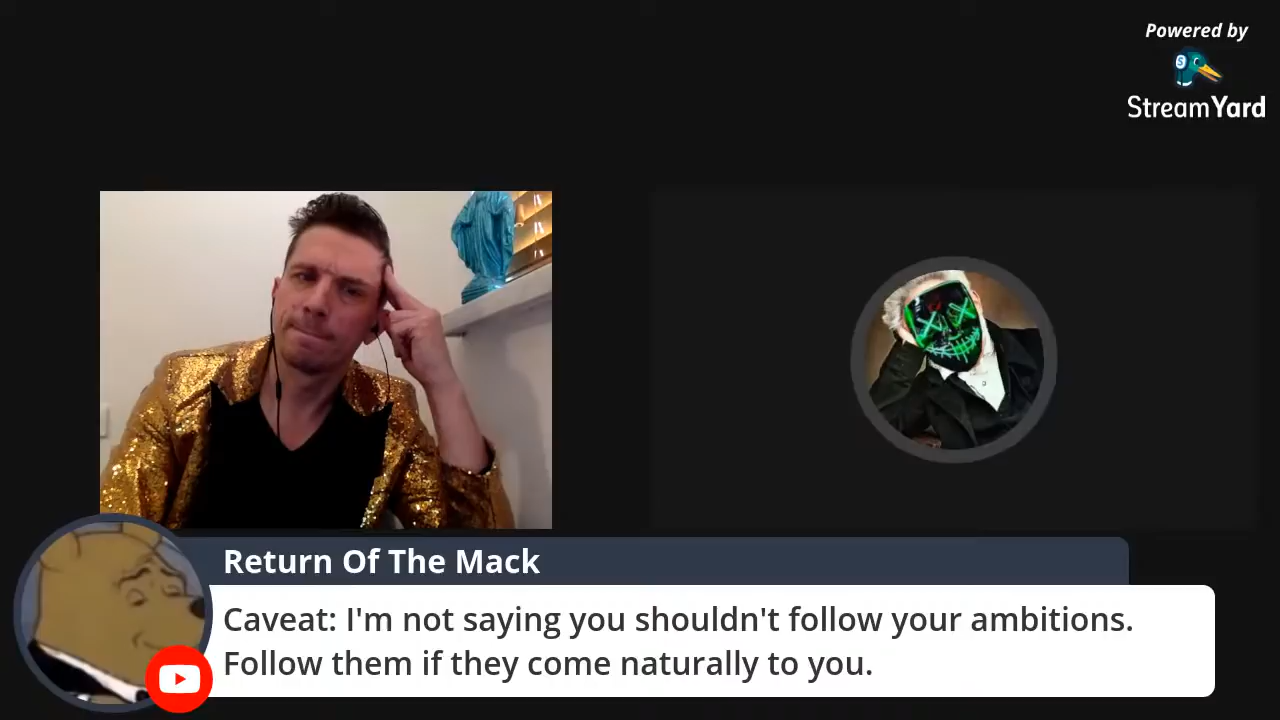 Powered by
StreamYard
Return Of The Mack
Caveat: I'm not saying you shouldn't follow your ambitions.
Follow them if they come naturally to you.